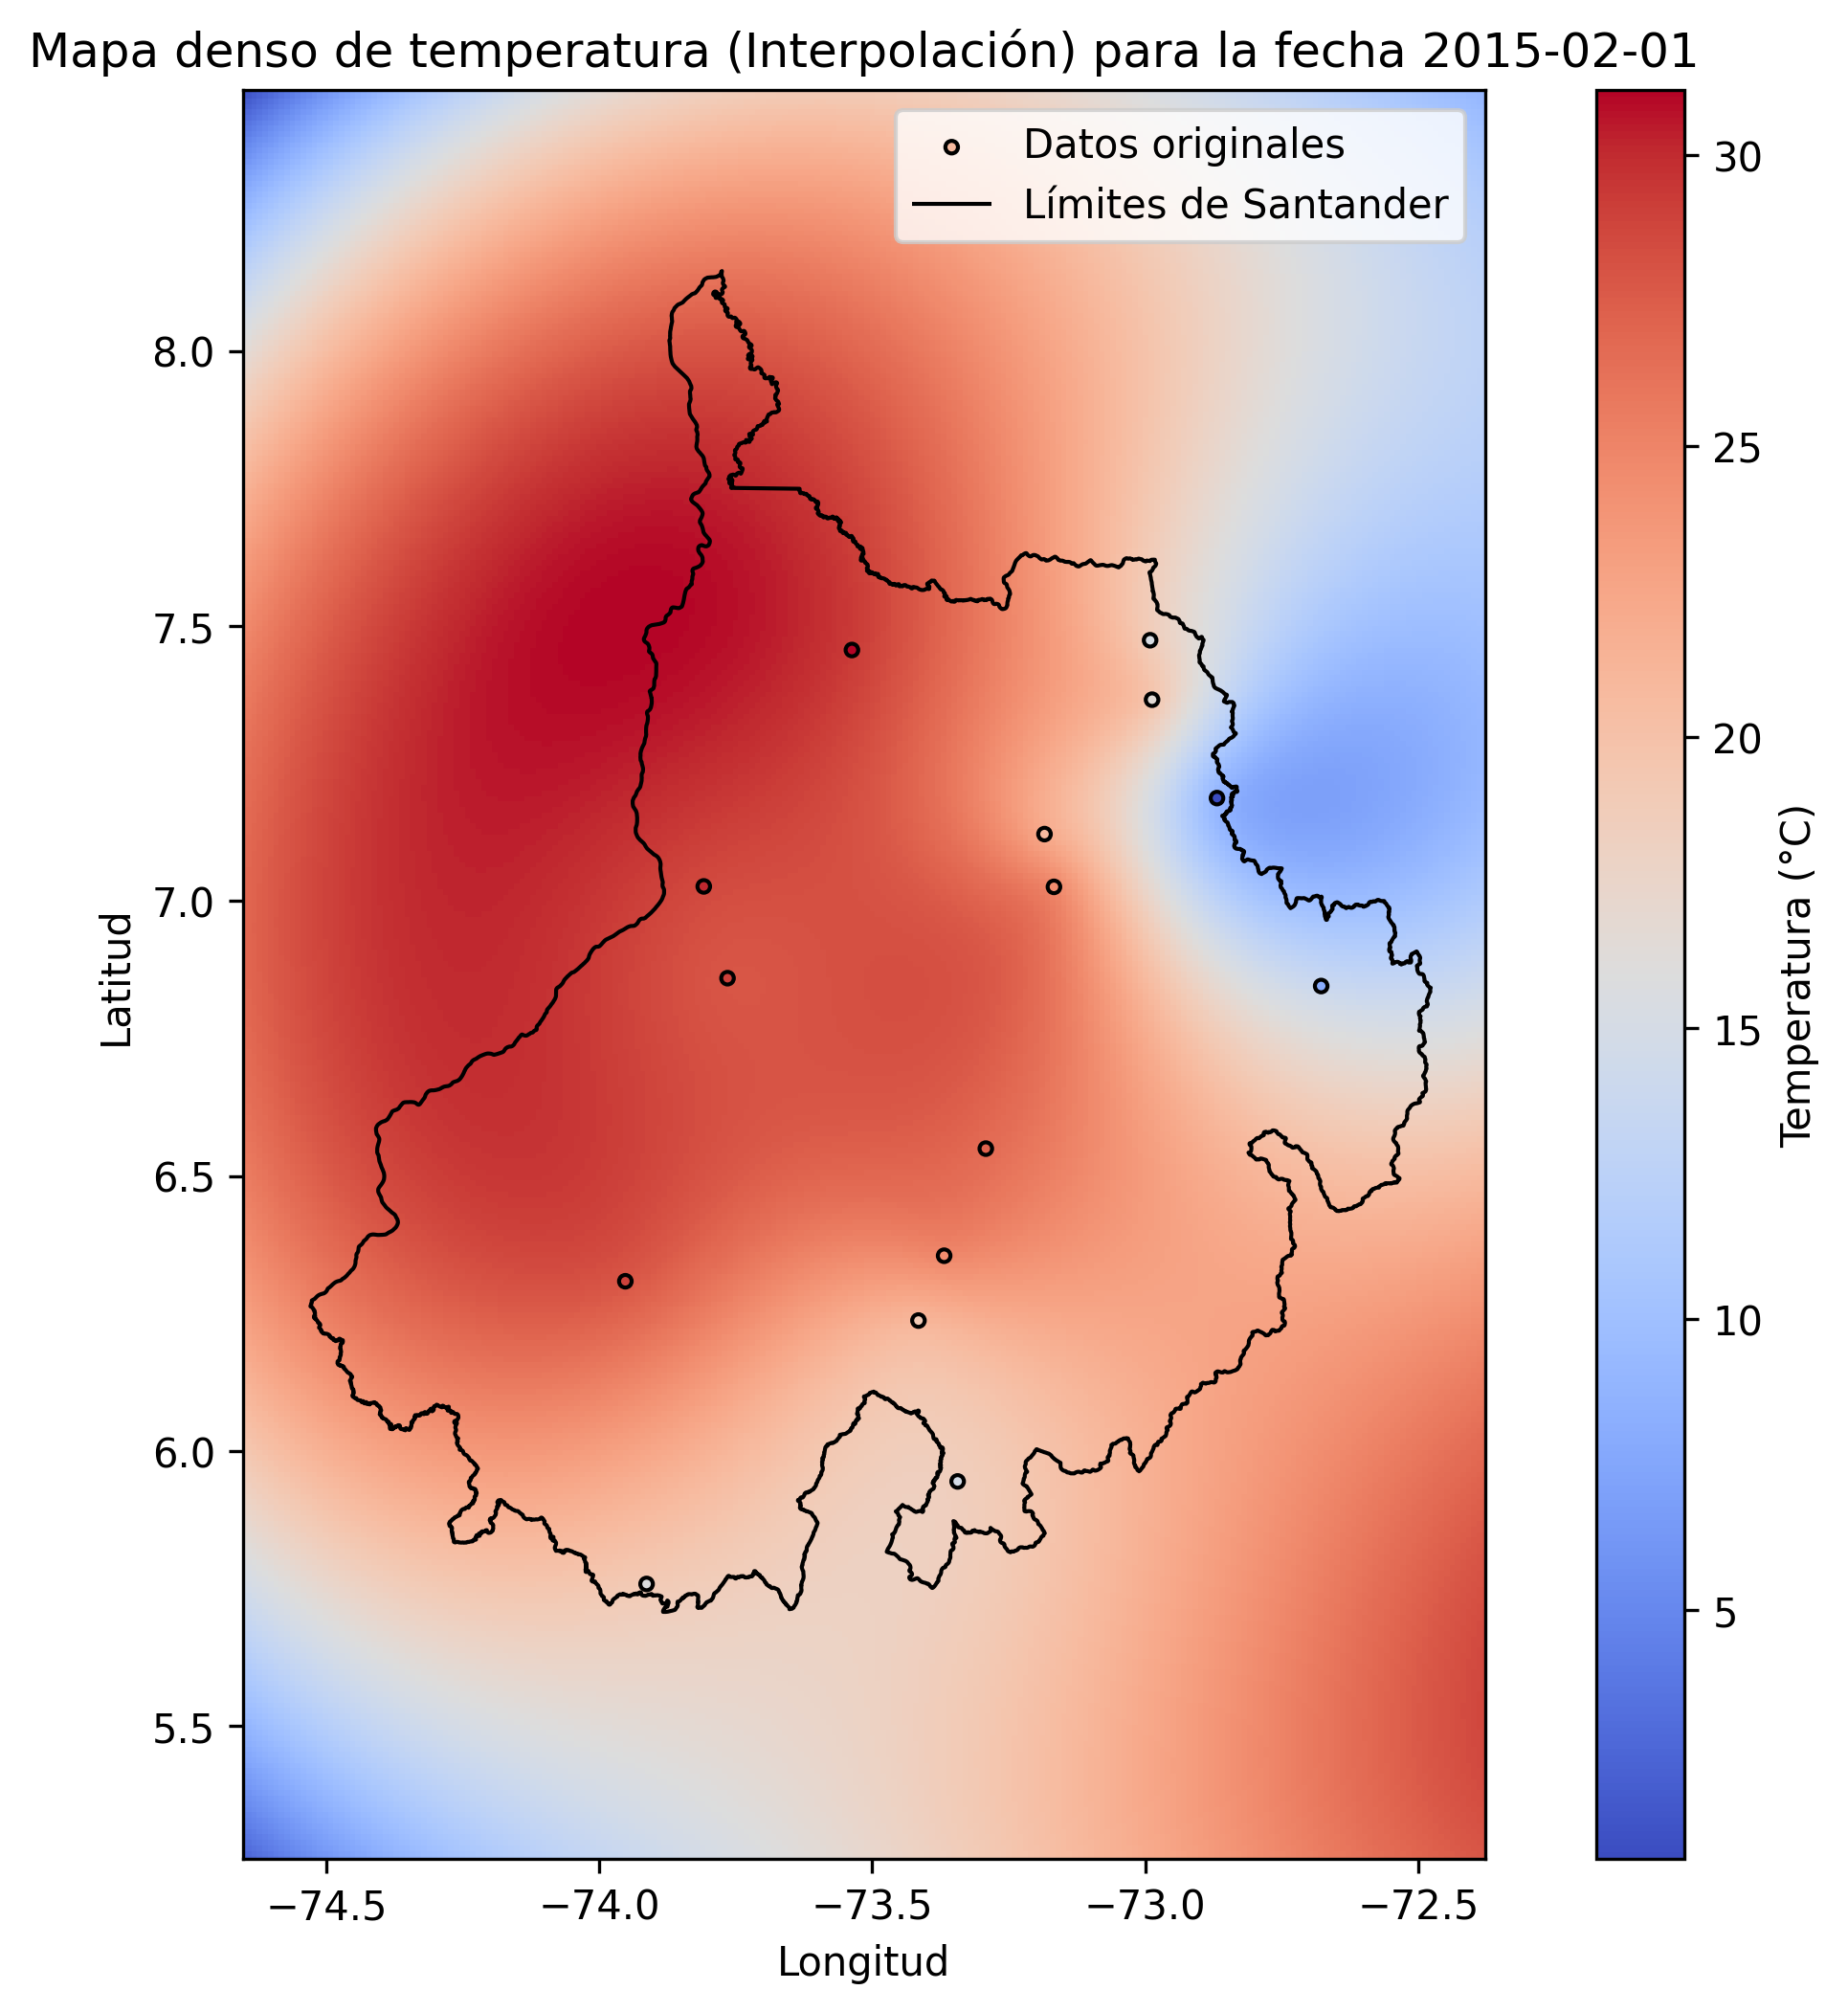 Mapa denso de temperatura (Interpolación) para la fecha 2015-02-01
Datos originales
Límites de Santander
8.0
7.5
7.0
6.5
6.0
5.5
Latitud
−74.5
−74.0
−73.5
−73.0
−72.5
Longitud
30
25
20
15
10
5
Temperatura (°C)